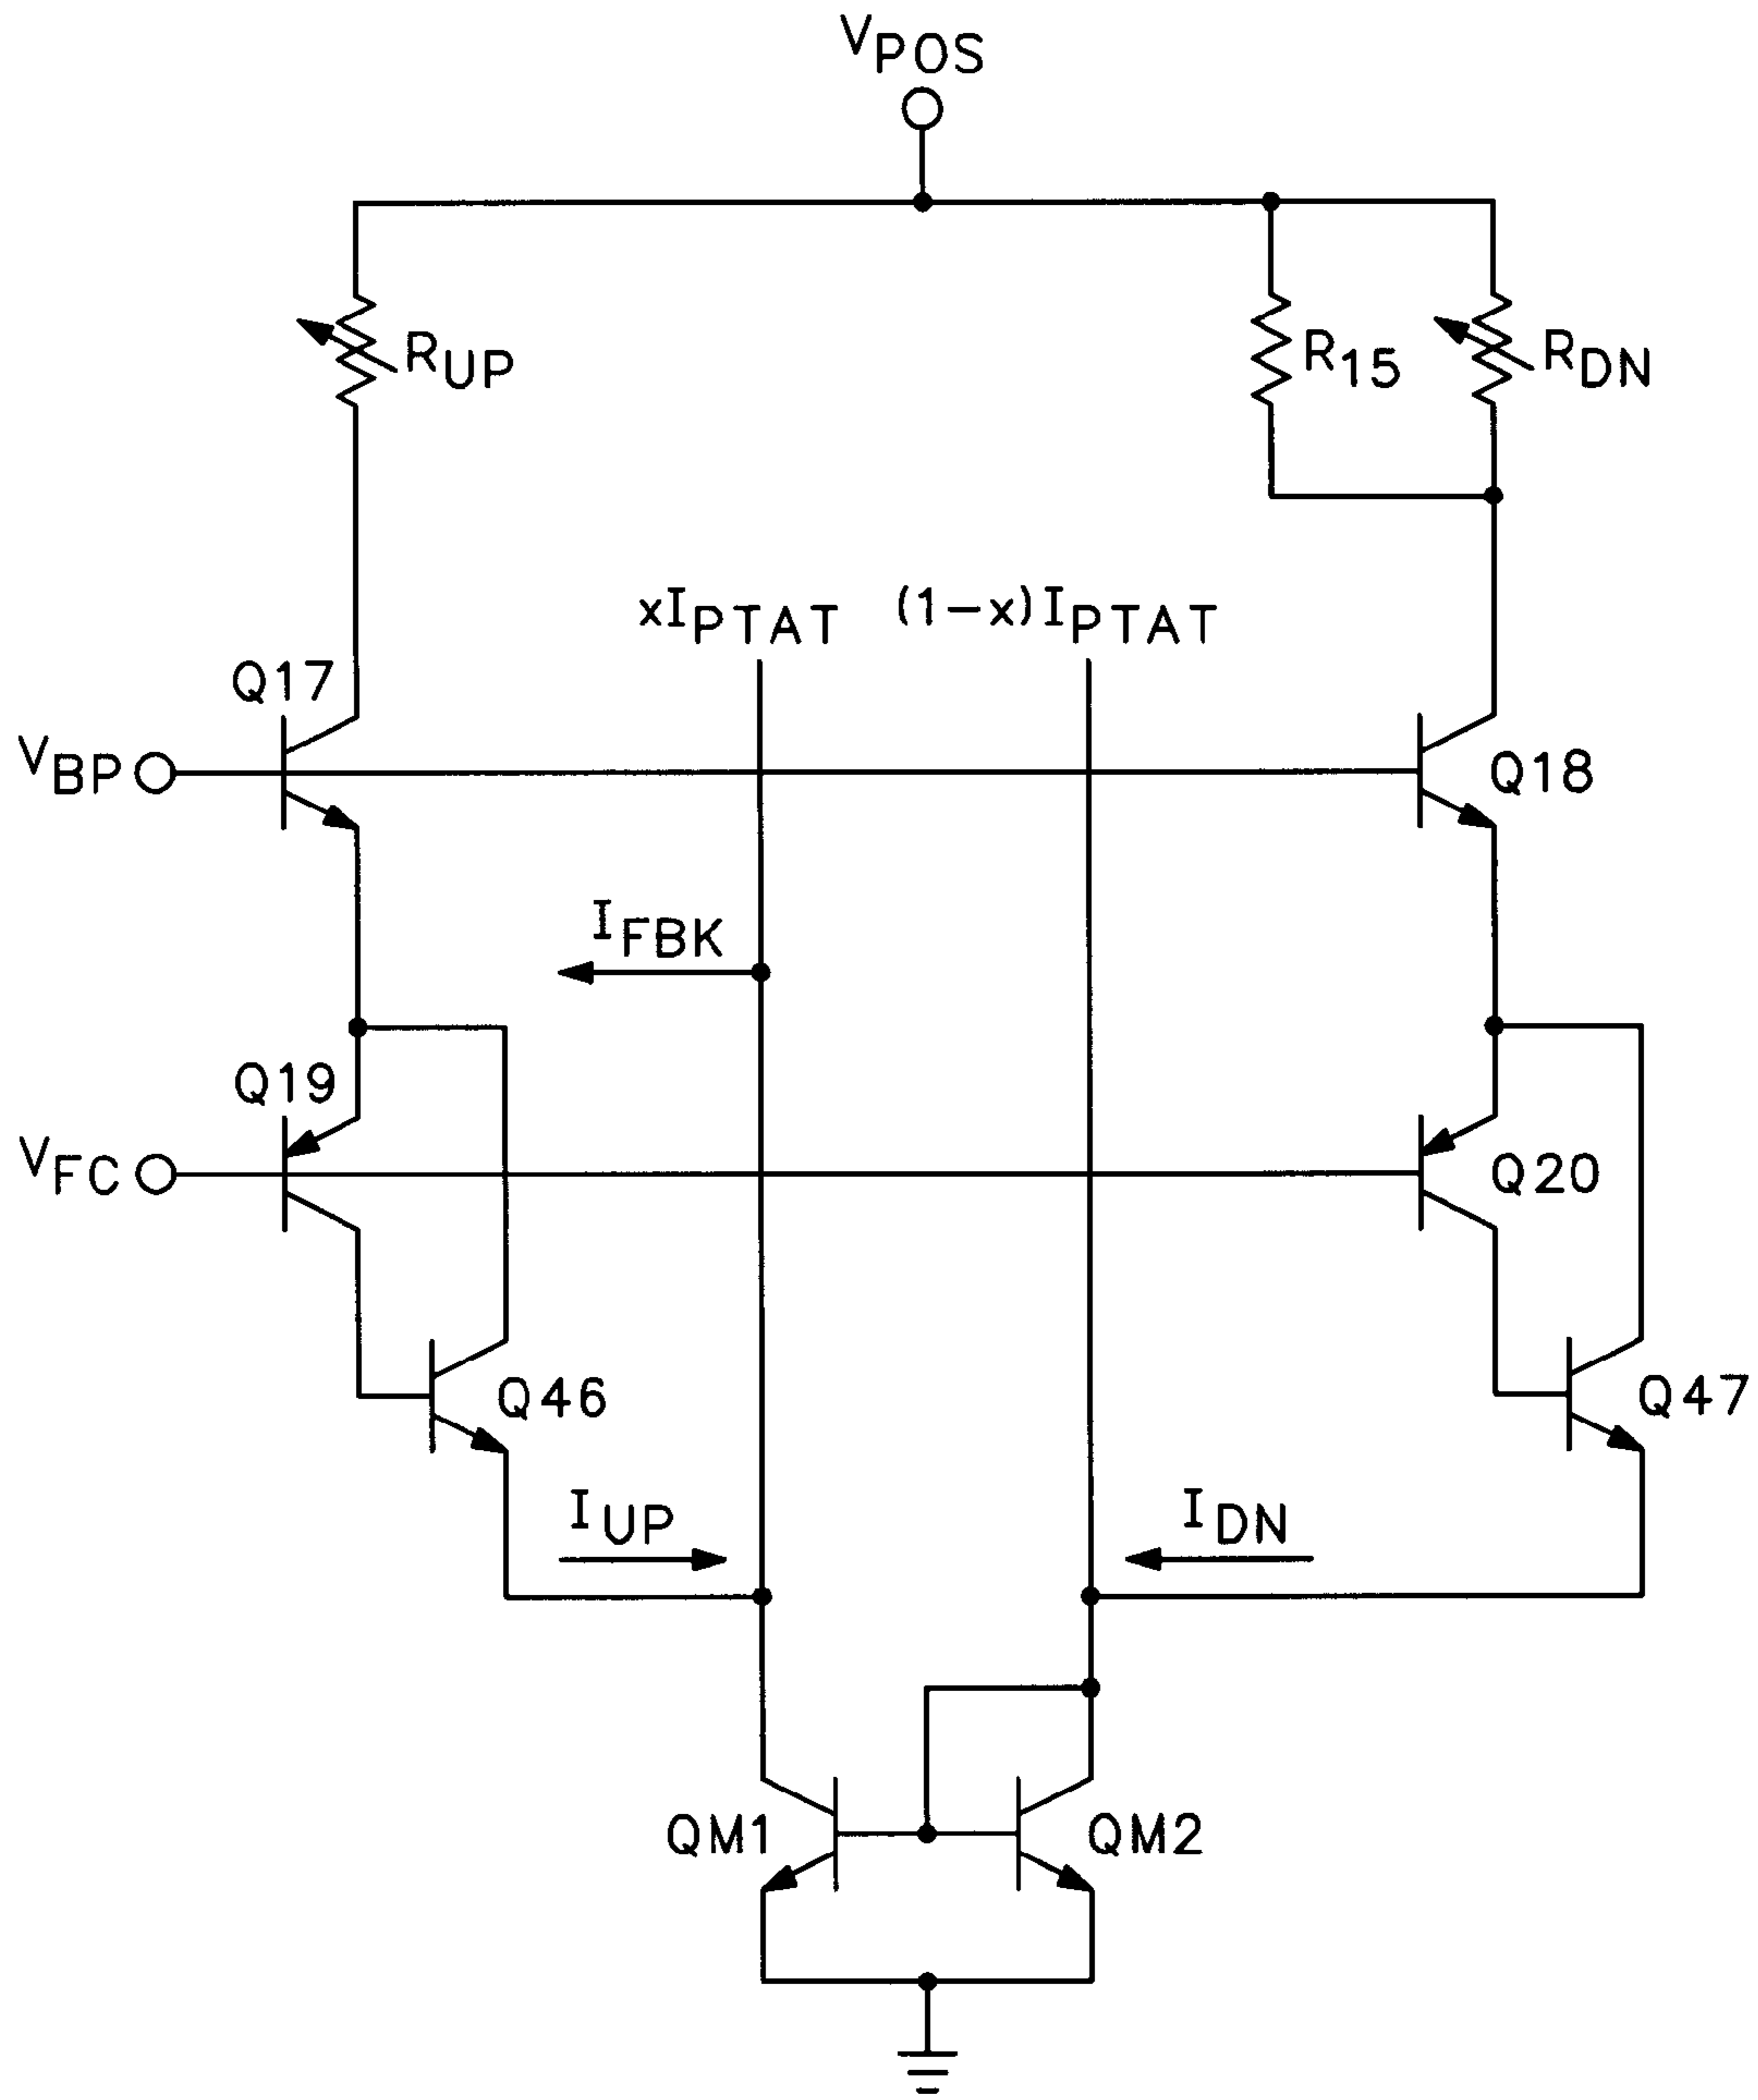 VPOS
RUP
R15
RDN
xIPTAT
(1-x)IPTAT
Q17
VBP
Q18
IFBK
Q19
VFC
Q20
Q46
Q47
IUP
IDN
QM1
QM2